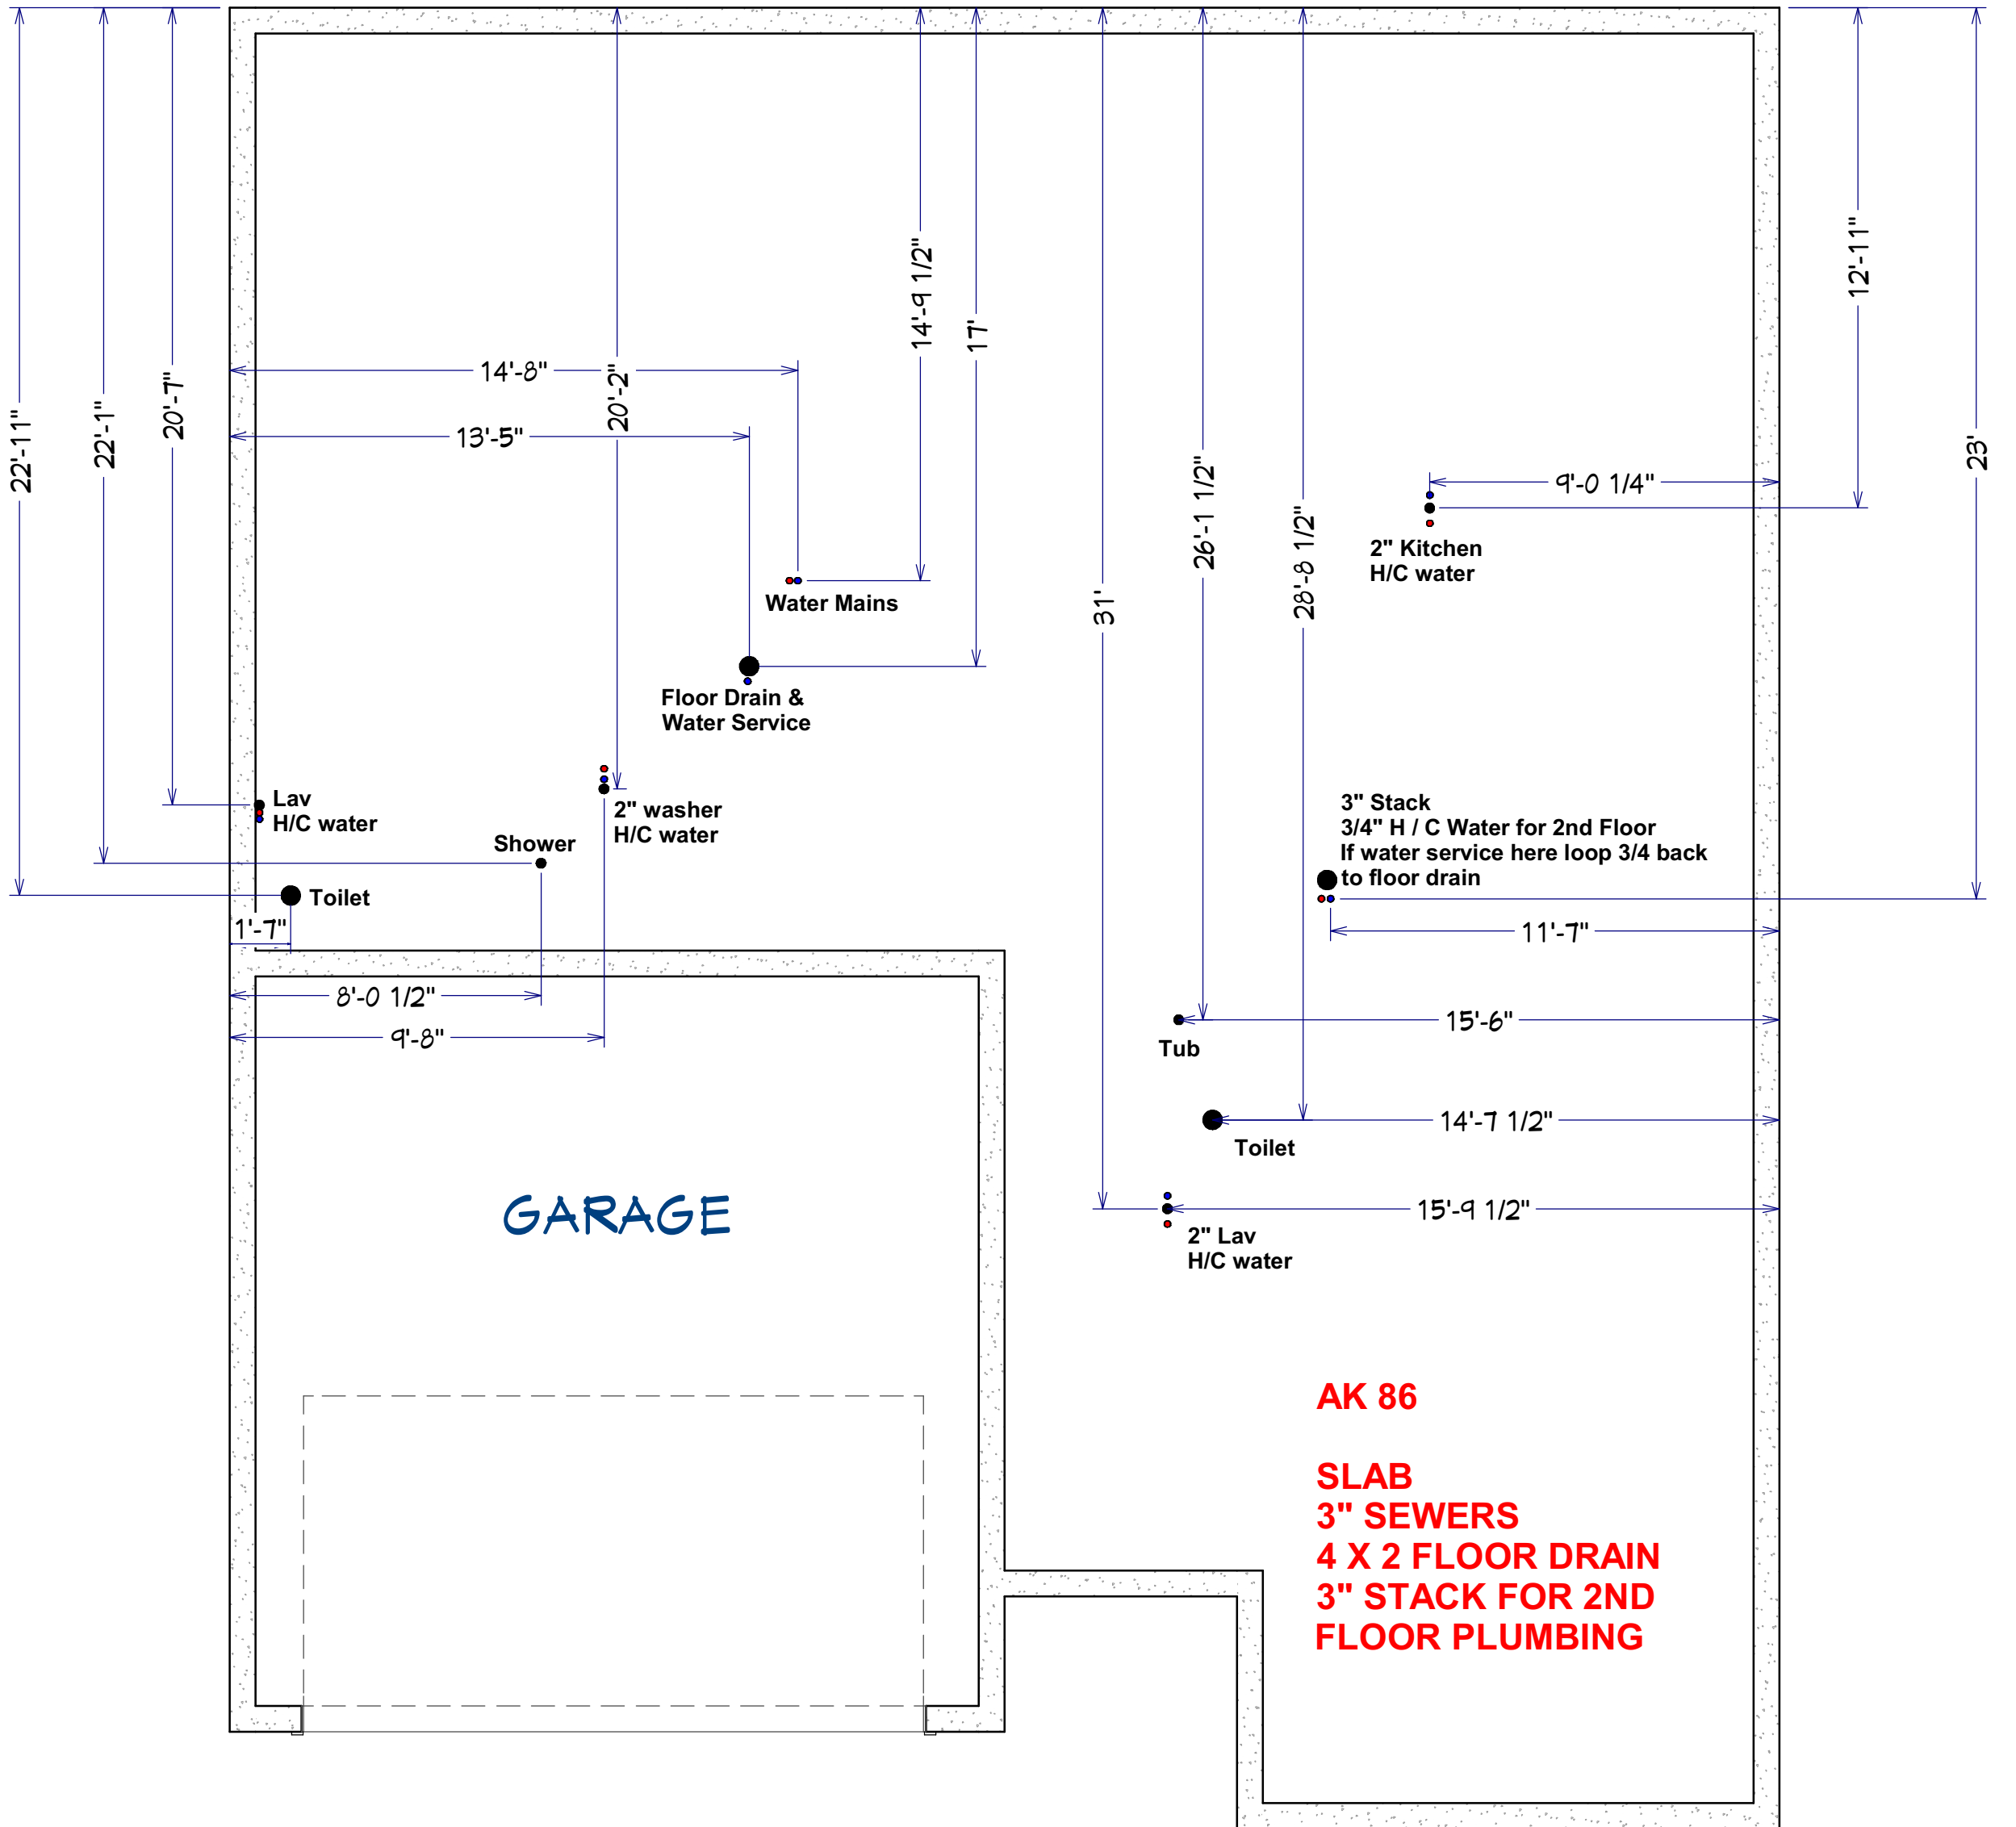 22'-11"
22'-1"
20'-7"
14'-8"
13'-5"
20'-2"
14'-9 1/2"
17'
31'
26'-1 1/2"
28'-8 1/2"
12'-11"
23'
9'-0 1/4"
2" Kitchen
H/C water
Water Mains
Floor Drain &
Water Service
Lav
H/C water
2" washer
H/C water
Shower
Toilet
1'-7"
8'-0 1/2"
9'-8"
3" Stack
3/4" H / C Water for 2nd Floor
If water service here loop 3/4 back
to floor drain
11'-7"
15'-6"
Tub
14'-7 1/2"
Toilet
15'-9 1/2"
2" Lav
H/C water
GARAGE
AK 86
SLAB
3" SEWERS
4 X 2 FLOOR DRAIN
3" STACK FOR 2ND
FLOOR PLUMBING